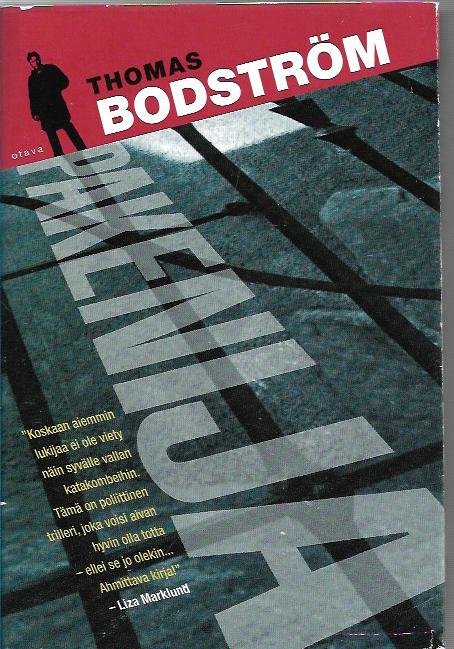 THOMAS
BODSTRÖM
otava
PAKENIJA
"Koskaan aiemmin
lukijaa ei ole viety
näin syvälle vallan
katakombeihin.
Tämä on poliittinen
trilleri, joka voisi aivan
hyvin olla totta
– ellei se jo olekin...
Ahmittava kirja!"
– Liza Marklund